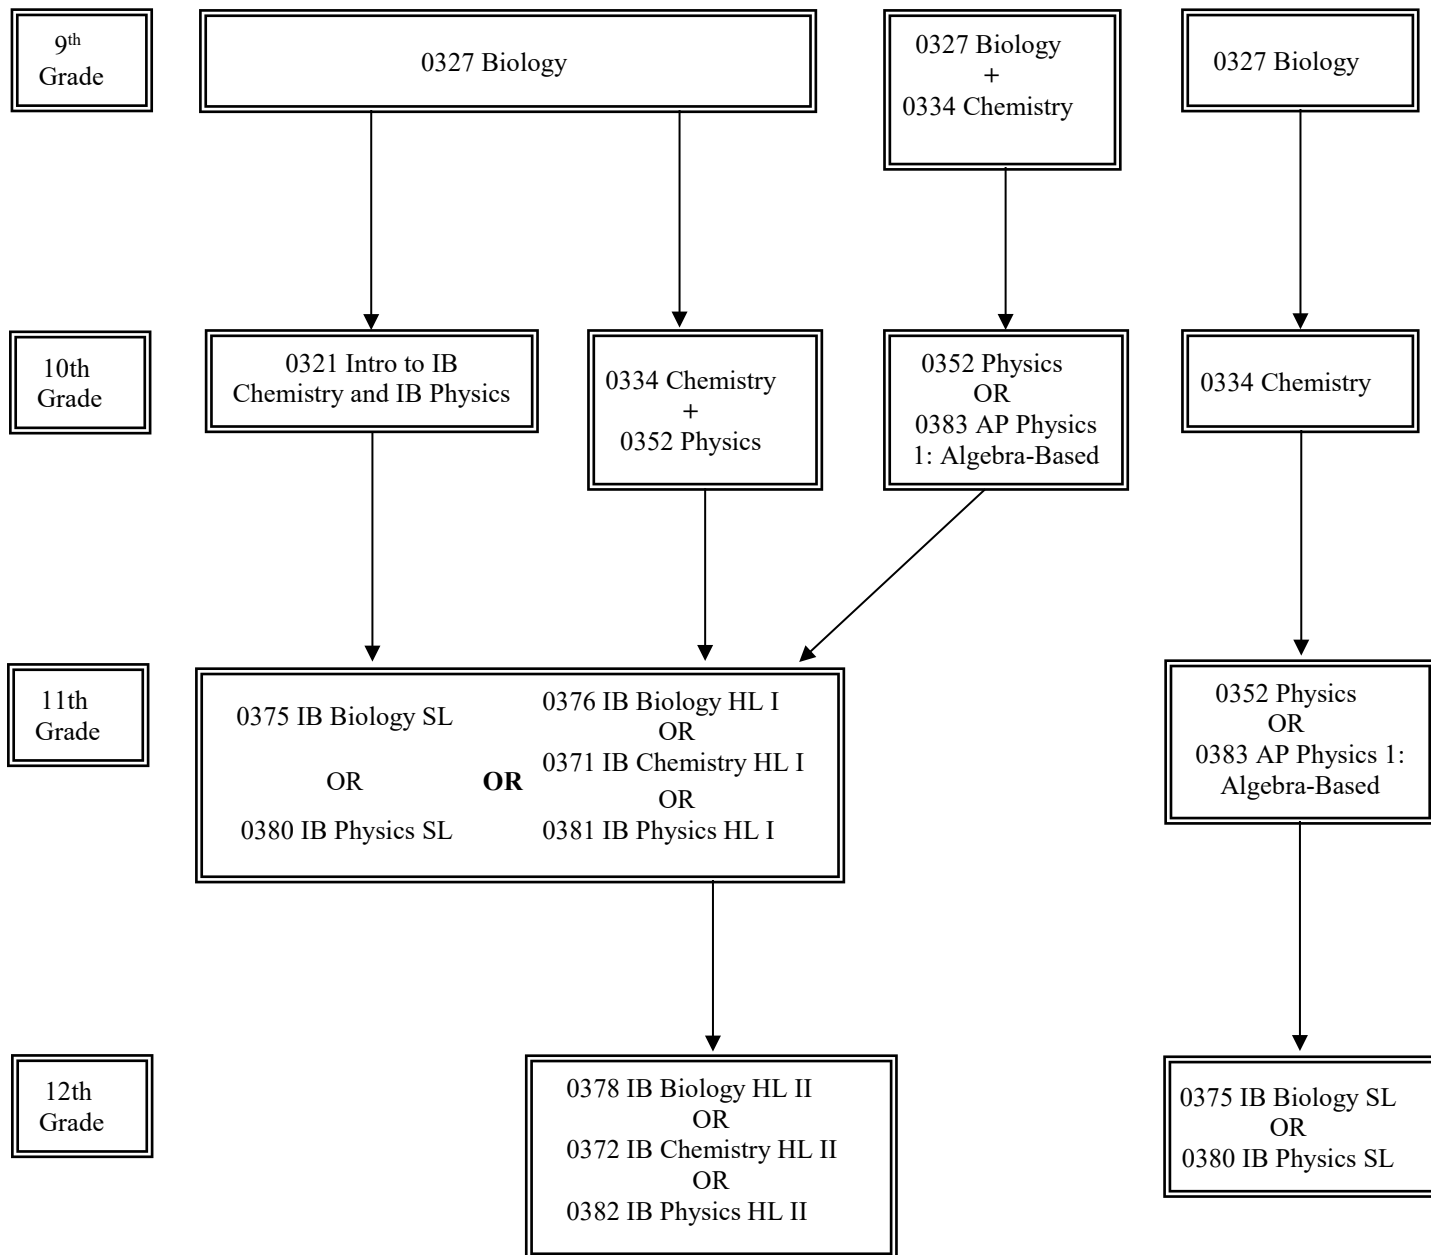 9th
Grade
0327 Biology
0327 Biology
+
0334 Chemistry
0327 Biology
10th
Grade
0321 Intro to IB
Chemistry and IB Physics
0334 Chemistry
+
0352 Physics
0352 Physics
OR
0383 AP Physics
1: Algebra-Based
0334 Chemistry
11th
Grade
0375 IB Biology SL
OR
0380 IB Physics SL
OR
0376 IB Biology HL I
OR
0371 IB Chemistry HL I
OR
0381 IB Physics HL I
0352 Physics
OR
0383 AP Physics 1:
Algebra-Based
12th
Grade
0378 IB Biology HL II
OR
0372 IB Chemistry HL II
OR
0382 IB Physics HL II
0375 IB Biology SL
OR
0380 IB Physics SL